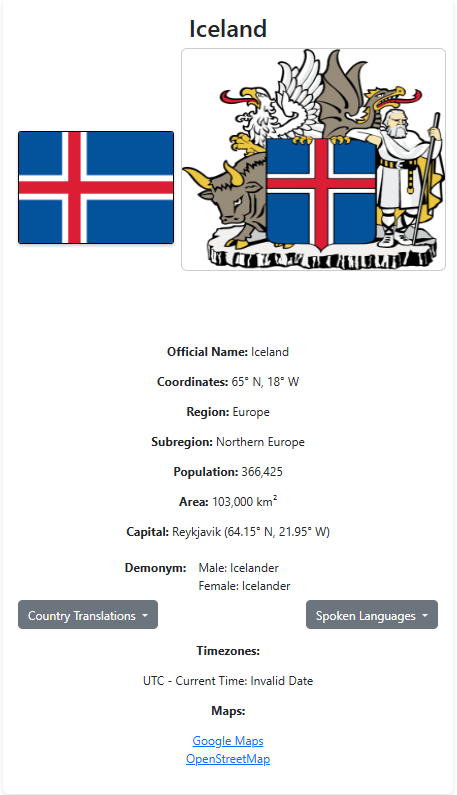 Iceland
Official Name: Iceland
Coordinates: 65° N, 18° W
Region: Europe
Subregion: Northern Europe
Population: 366,425
Area: 103,000 km²
Capital: Reykjavik (64.15° N, 21.95° W)
Demonym: Male: Icelander
Female: Icelander
Country Translations
Spoken Languages
Timezones:
UTC - Current Time: Invalid Date
Maps:
Google Maps
OpenStreetMap